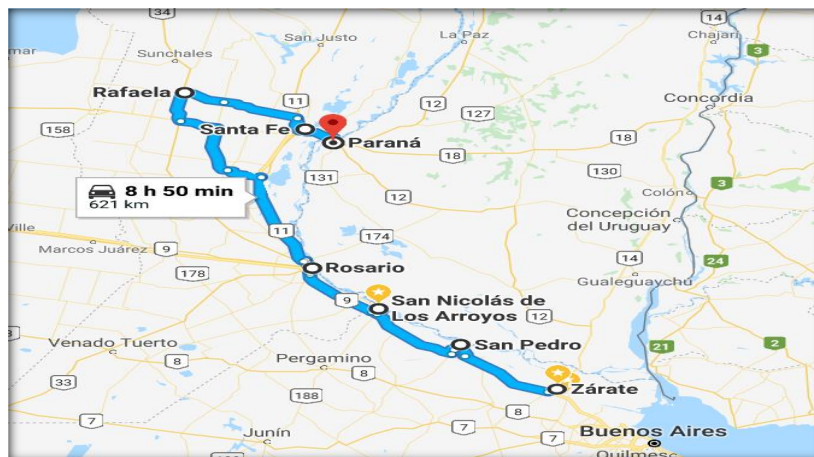 San Justo
La Paz
Chajarí
14
3
Sunchales
Rafaela
11
12
127
Concordia
158
Santa Fe
Paraná
18
18
131
130
Colón
3
8 h 50 min
621 km
12
Concepción
del Uruguay
Ville
Marcos Juárez
9
11
174
14
24
178
Rosario
Gualeguaychú
9
San Nicolás de
Los Arroyos
12
Venado Tuerto
San Pedro
21
2
8
Pergamino
8
33
188
Zárate
7
7
8
7
7
Junín
Buenos Aires
Quilmes